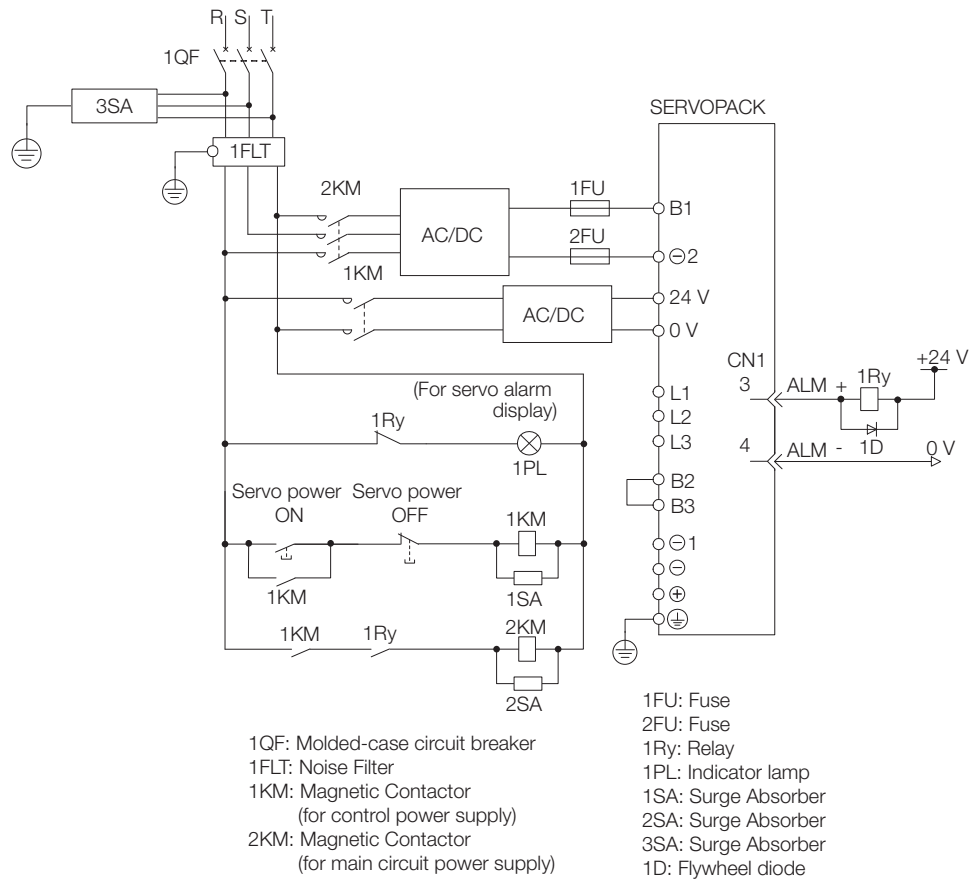 R S T
1QF
3SA
SERVOPACK
1FLT
2KM
1FU
B1
AC/DC
2FU
⊖2
1KM
24 V
AC/DC
0 V
CN1
+24 V
(For servo alarm
display)
L1
3
ALM +
1Ry
1Ry
L2
L3
4
ALM -
1D
0 V
1PL
B2
B3
Servo power
ON
Servo power
OFF
1KM
⊖1
⊖
1KM
1SA
⊕
1KM
1Ry
2KM
2SA
1QF: Molded-case circuit breaker
1FLT: Noise Filter
1KM: Magnetic Contactor
(for control power supply)
2KM: Magnetic Contactor
(for main circuit power supply)
1FU: Fuse
2FU: Fuse
1Ry: Relay
1PL: Indicator lamp
1SA: Surge Absorber
2SA: Surge Absorber
3SA: Surge Absorber
1D: Flywheel diode